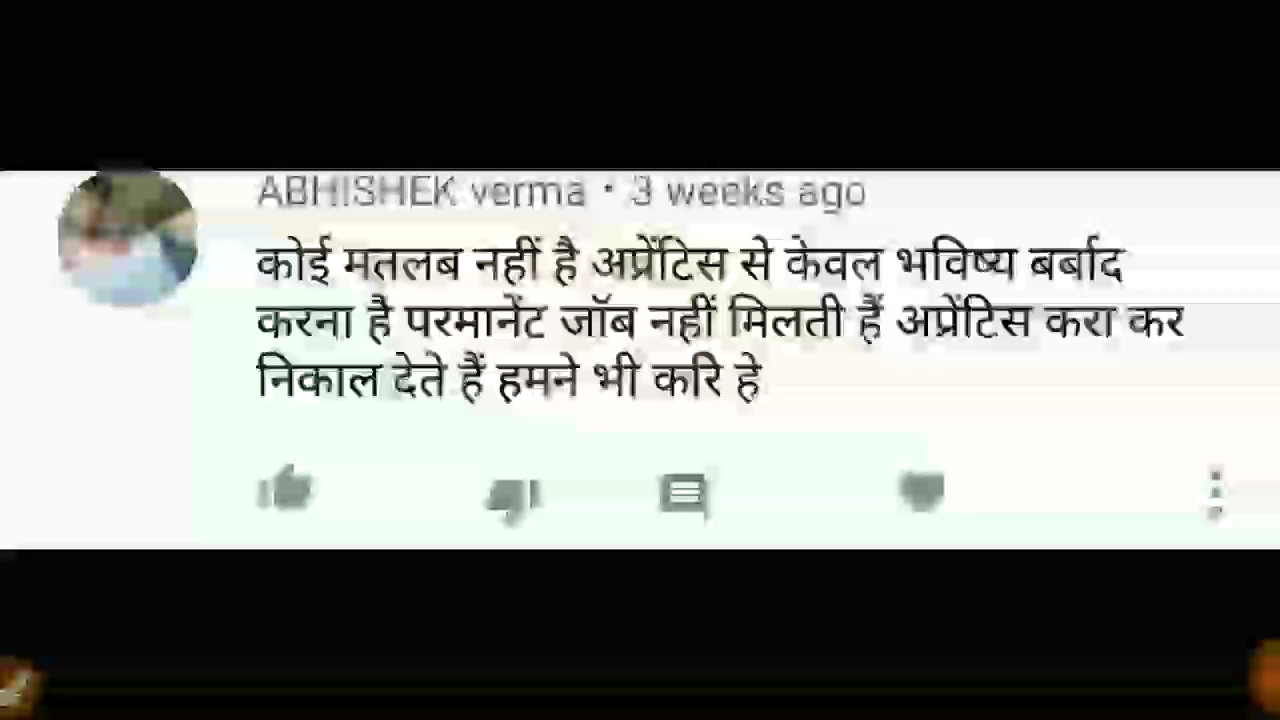 ABHISHEK verma • 3 weeks ago
कोई मतलब नहीं है अप्रेंटिस से केवल भविष्य बर्बाद
करना है परमानेंट जॉब नहीं मिलती हैं अप्रेंटिस करा कर
निकाल देते हैं हमने भी करि हे